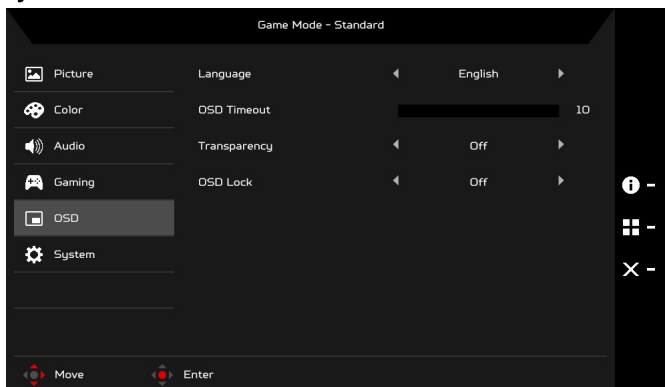 Game Mode - Standard
Picture
Language English
Color
OSD Timeout 10
Audio
Transparency Off
Gaming
OSD Lock Off
OSD
System
Move Enter